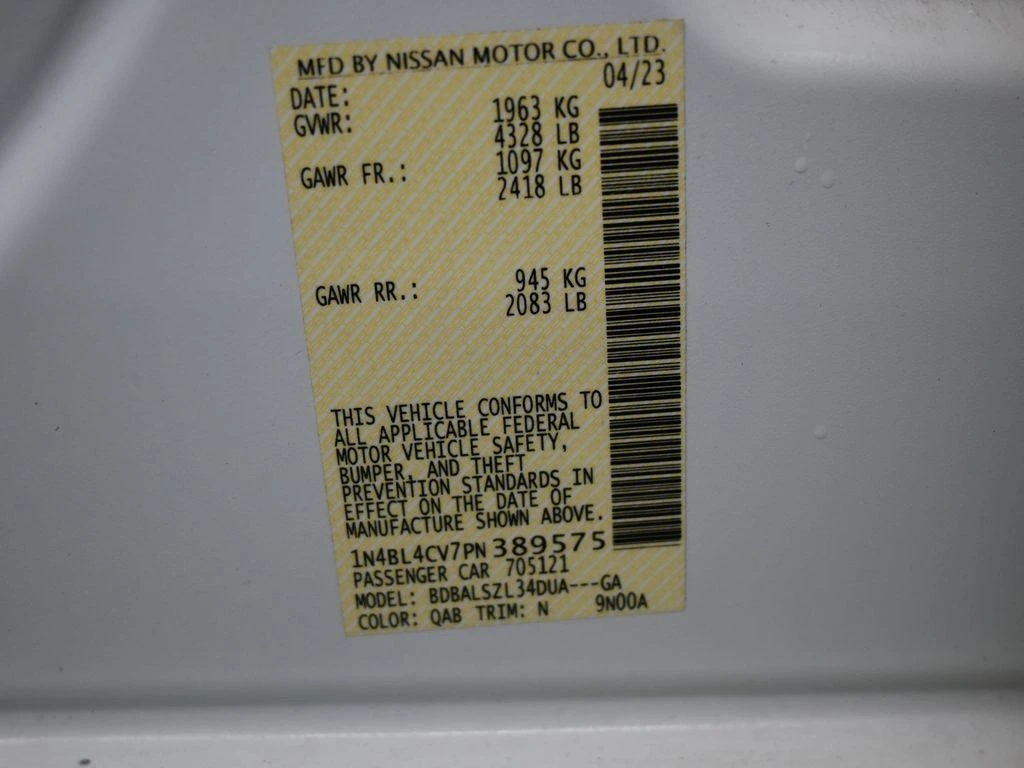 MFD BY NISSAN MOTOR CO., LTD.
DATE: 04/23
GVWR: 1963 KG
4328 LB
GAWR FR.: 1097 KG
2418 LB
GAWR RR.: 945 KG
2083 LB
THIS VEHICLE CONFORMS TO
ALL APPLICABLE FEDERAL
MOTOR VEHICLE SAFETY,
BUMPER, AND THEFT
PREVENTION STANDARDS IN
EFFECT ON THE DATE OF
MANUFACTURE SHOWN ABOVE.
1N4BL4CV7PN389575
PASSENGER CAR 705121
MODEL: BDBALSZL34DUA---GA
COLOR: QAB TRIM: N 9N00A